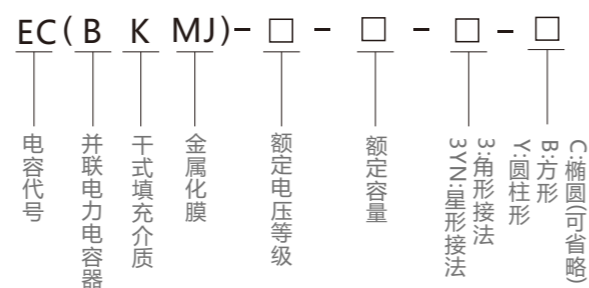 EC(BKMJ)-□-□-□-□
电容代号
并联电力电容器
干式填充介质
金属化膜
额定电压等级
额定容量
3:角形接法
3YN:星形接法
C:椭圆(可省略)
B:方形
Y:圆柱形